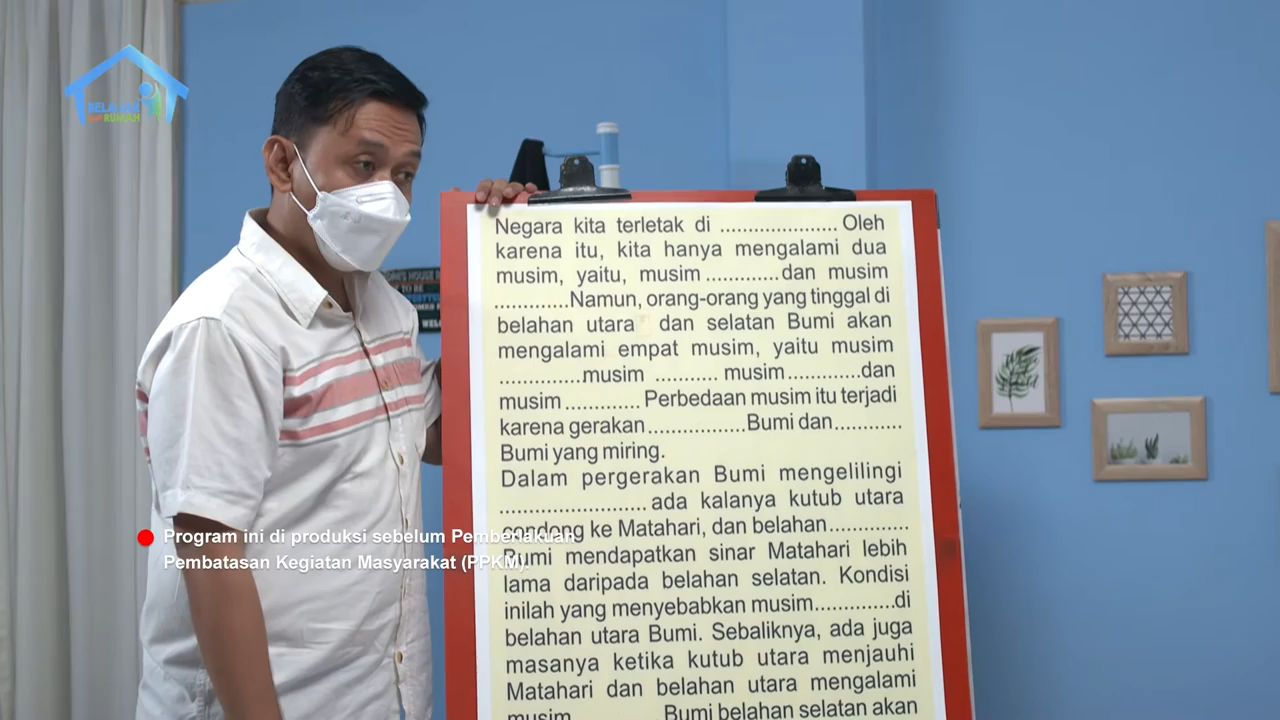 BELAJAR
DARI RUMAH
Negara kita terletak di ..................... Oleh
karena itu, kita hanya mengalami dua
musim, yaitu, musim .............dan musim
.............Namun, orang-orang yang tinggal di
belahan utara dan selatan Bumi akan
mengalami empat musim, yaitu musim
...............musim ........... musim .............dan
musim ............. Perbedaan musim itu terjadi
karena gerakan.................Bumi dan............
Bumi yang miring.
Dalam pergerakan Bumi mengelilingi
.......................... ada kalanya kutub utara
condong ke Matahari, dan belahan..............
Bumi mendapatkan sinar Matahari lebih
lama daripada belahan selatan. Kondisi
inilah yang menyebabkan musim..............di
belahan utara Bumi. Sebaliknya, ada juga
masanya ketika kutub utara menjauhi
Matahari dan belahan utara mengalami
musim .............. Bumi belahan selatan akan
Program ini di produksi sebelum Pemberlakuan
Pembatasan Kegiatan Masyarakat (PPKM).